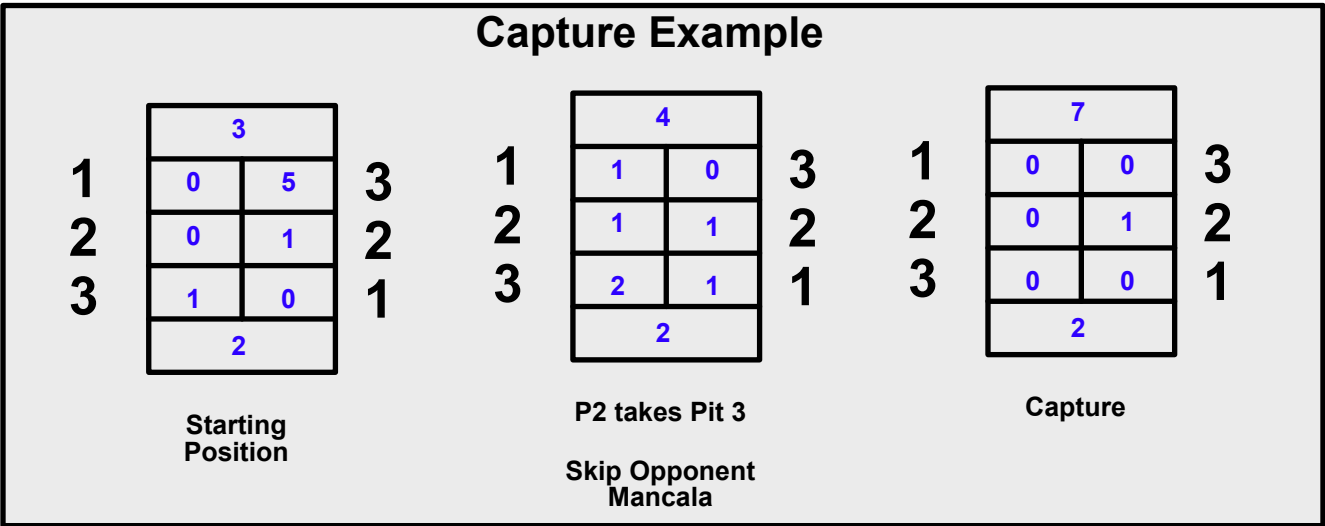 Capture Example
3
1 0 5 3
2 0 1 2
3 1 0 1
2
Starting
Position
4
1 1 0 3
2 1 1 2
3 2 1 1
2
P2 takes Pit 3
Skip Opponent
Mancala
7
1 0 0 3
2 0 1 2
3 0 0 1
2
Capture